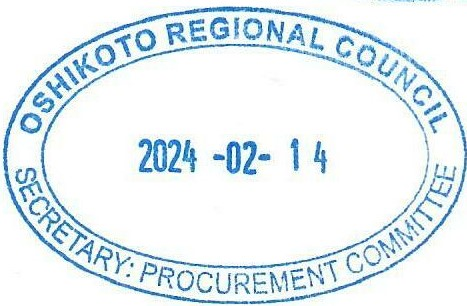 OSHIKOTO REGIONAL COUNCIL
2024 -02- 14
SECRETARY: PROCUREMENT COMMITTEE